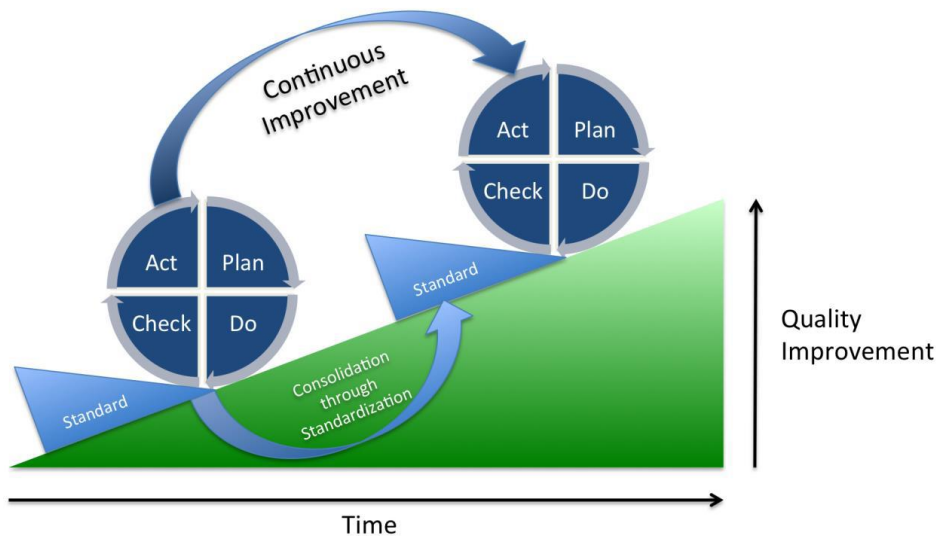 Continuous
Improvement
Act
Plan
Check
Do
Act
Plan
Check
Do
Standard
Standard
Consolidation
through
Standardization
Quality
Improvement
Time